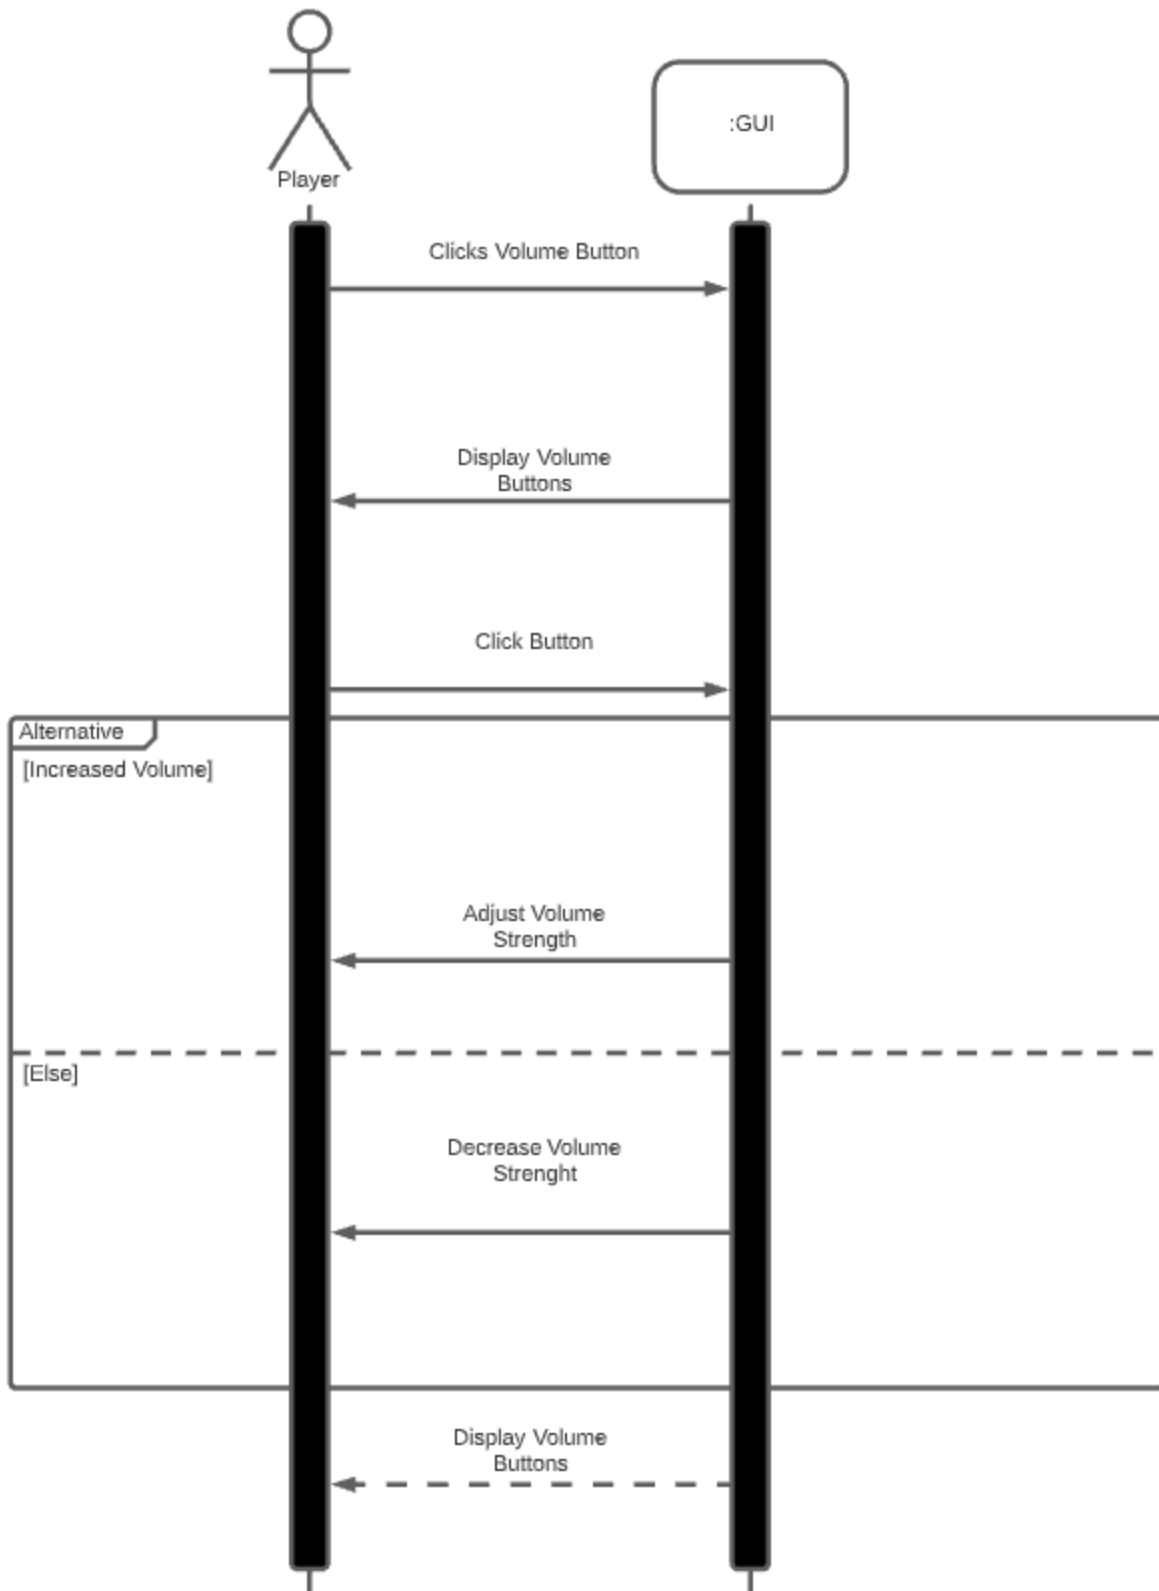 Player
:GUI
Clicks Volume Button
Display Volume
Buttons
Click Button
Alternative
[Increased Volume]
Adjust Volume
Strength
[Else]
Decrease Volume
Strenght
Display Volume
Buttons